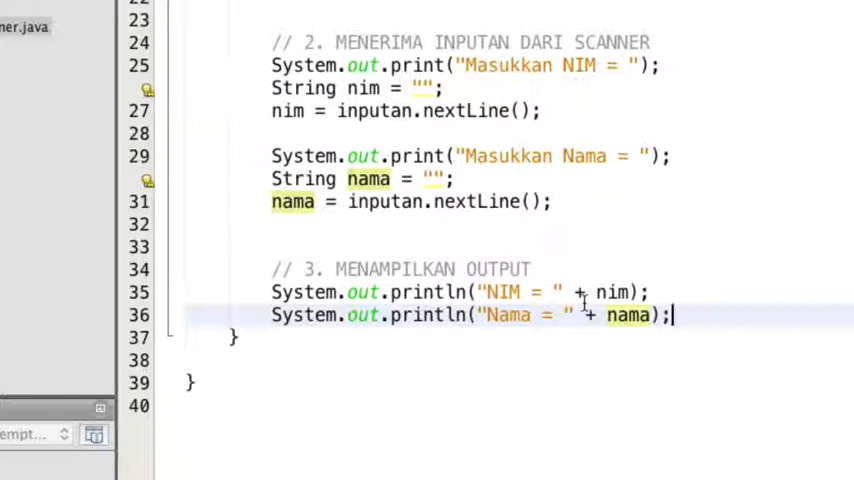 ner.java
22
23
24 // 2. MENERIMA INPUTAN DARI SCANNER
25 System.out.print("Masukkan NIM = ");
String nim = "";
27 nim = inputan.nextLine();
28
29 System.out.print("Masukkan Nama = ");
String nama = "";
31 nama = inputan.nextLine();
32
33
34 // 3. MENAMPILKAN OUTPUT
35 System.out.println("NIM = " + nim);
36 System.out.println("Nama = " + nama);
37 }
38
39 }
40
empt...